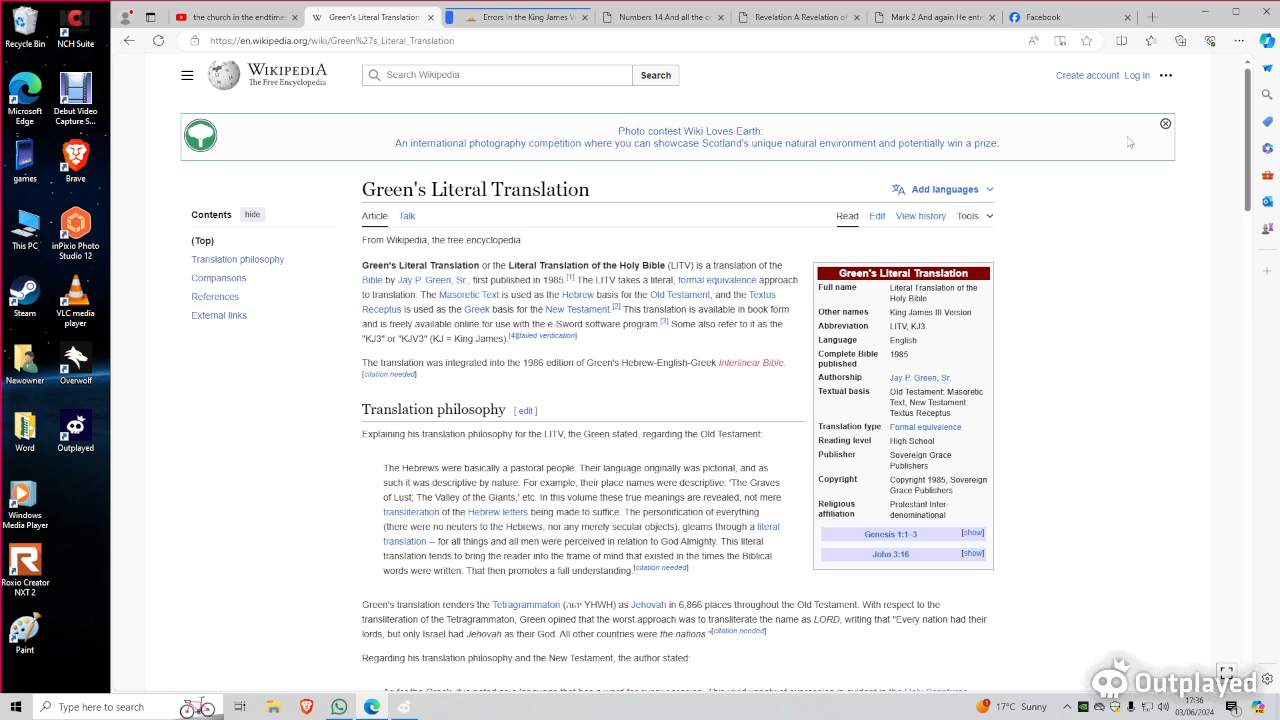 the church in the endtime
Green's Literal Translation - W
Errors in the King James V
Numbers 14 And all the co
Revelation A Revelation
Mark 2 And again He ente
Facebook
https://en.wikipedia.org/wiki/Green%27s_Literal_Translation
Recycle Bin
NCH Suite
Microsoft Edge
Debut Video Capture S...
games
Brave
This PC
inPixio Photo Studio 12
Steam
VLC media player
Newowner
Overwolf
Word
Outplayed
Windows Media Player
Roxio Creator NXT 2
Paint
WIKIPEDIA
The Free Encyclopedia
Search Wikipedia
Search
Create account Log in
Photo contest Wiki Loves Earth:
An international photography competition where you can showcase Scotland's unique natural environment and potentially win a prize.
Contents hide
(Top)
Translation philosophy
Comparisons
References
External links
Green's Literal Translation
Add languages
Article Talk
Read Edit View history Tools
From Wikipedia, the free encyclopedia
Green's Literal Translation or the Literal Translation of the Holy Bible (LITV) is a translation of the
Bible by Jay P. Green, Sr., first published in 1985.[1] The LITV takes a literal, formal equivalence approach
to translation. The Masoretic Text is used as the Hebrew basis for the Old Testament, and the Textus
Receptus is used as the Greek basis for the New Testament.[2] This translation is available in book form
and is freely available online for use with the e-Sword software program.[3] Some also refer to it as the
"KJ3" or "KJV3" (KJ = King James).[4][failed verification]
The translation was integrated into the 1986 edition of Green's Hebrew-English-Greek Interlinear Bible.
[citation needed]
Translation philosophy [ edit ]
Explaining his translation philosophy for the LITV, the Green stated, regarding the Old Testament:
The Hebrews were basically a pastoral people. Their language originally was pictorial, and as
such it was descriptive by nature. For example, their place names were descriptive: 'The Graves
of Lust; The Valley of the Giants,' etc. In this volume these true meanings are revealed, not mere
transliteration of the Hebrew letters being made to suffice. The personification of everything
(there were no neuters to the Hebrews, nor any merely secular objects), gleams through a literal
translation -- for all things and all men were perceived in relation to God Almighty. This literal
translation tends to bring the reader into the frame of mind that existed in the times the Biblical
words were written. That then promotes a full understanding.[citation needed]
Green's translation renders the Tetragrammaton (יהוה YHWH) as Jehovah in 6,866 places throughout the Old Testament. With respect to the
transliteration of the Tetragrammaton, Green opined that the worst approach was to transliterate the name as LORD, writing that "Every nation had their
lords, but only Israel had Jehovah as their God. All other countries were the nations."[citation needed]
Regarding his translation philosophy and the New Testament, the author stated:
Green's Literal Translation
Full name Literal Translation of the
Holy Bible
Other names King James III Version
Abbreviation LITV, KJ3
Language English
Complete Bible published 1985
Authorship Jay P. Green, Sr.
Textual basis Old Testament: Masoretic
Text, New Testament:
Textus Receptus
Translation type Formal equivalence
Reading level High School
Publisher Sovereign Grace
Publishers
Copyright Copyright 1985, Sovereign
Grace Publishers
Religious affiliation Protestant Inter-
denominational
Genesis 1:1–3 [show]
John 3:16 [show]
Outplayed
Type here to search
17°C Sunny
17:36
03/06/2024